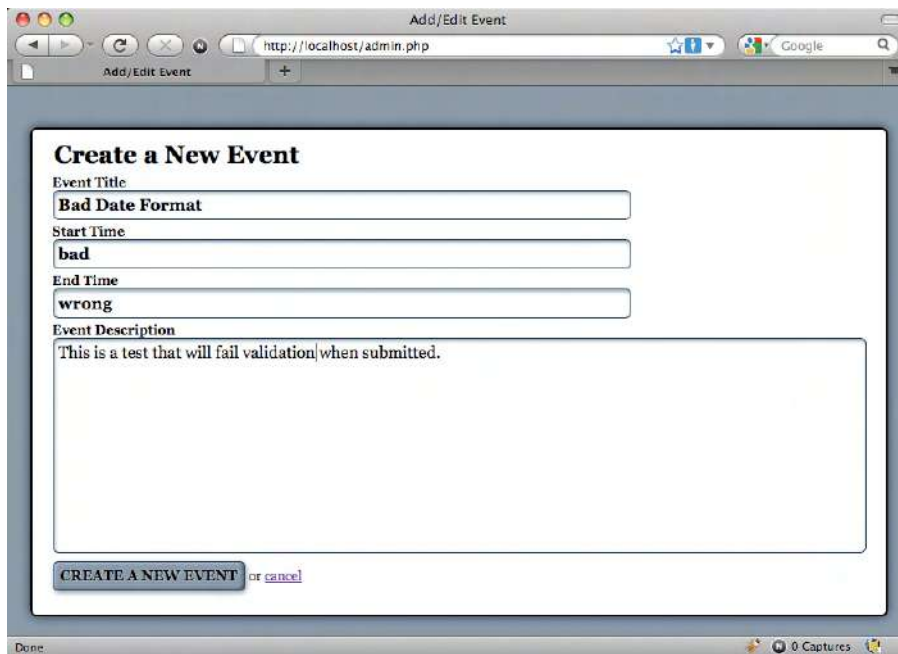 Add/Edit Event
http://localhost/admin.php
Google
Add/Edit Event
+
Create a New Event
Event Title
Bad Date Format
Start Time
bad
End Time
wrong
Event Description
This is a test that will fail validation when submitted.
CREATE A NEW EVENT or cancel
Done
0 Captures